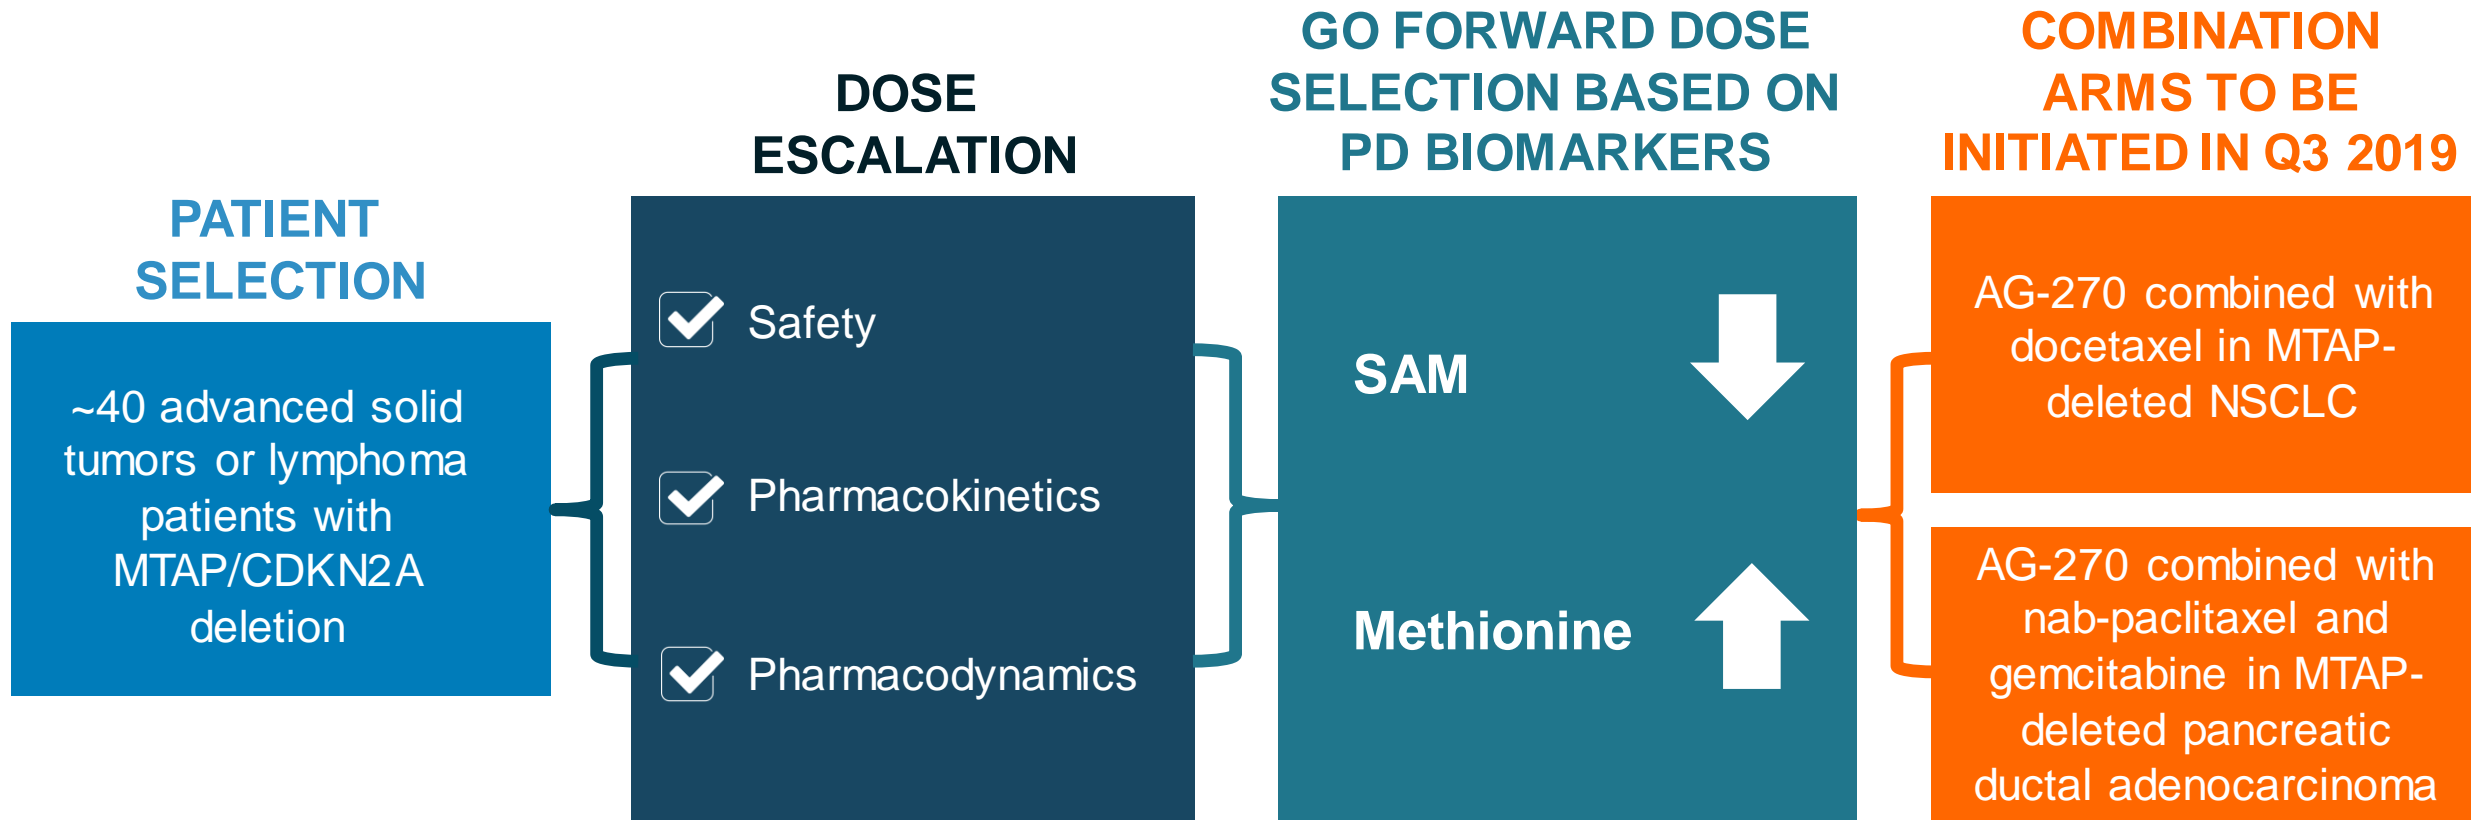 PATIENT
SELECTION
~40 advanced solid
tumors or lymphoma
patients with
MTAP/CDKN2A
deletion
DOSE
ESCALATION
Safety
Pharmacokinetics
Pharmacodynamics
GO FORWARD DOSE
SELECTION BASED ON
PD BIOMARKERS
SAM
Methionine
COMBINATION
ARMS TO BE
INITIATED IN Q3 2019
AG-270 combined with
docetaxel in MTAP-
deleted NSCLC
AG-270 combined with
nab-paclitaxel and
gemcitabine in MTAP-
deleted pancreatic
ductal adenocarcinoma